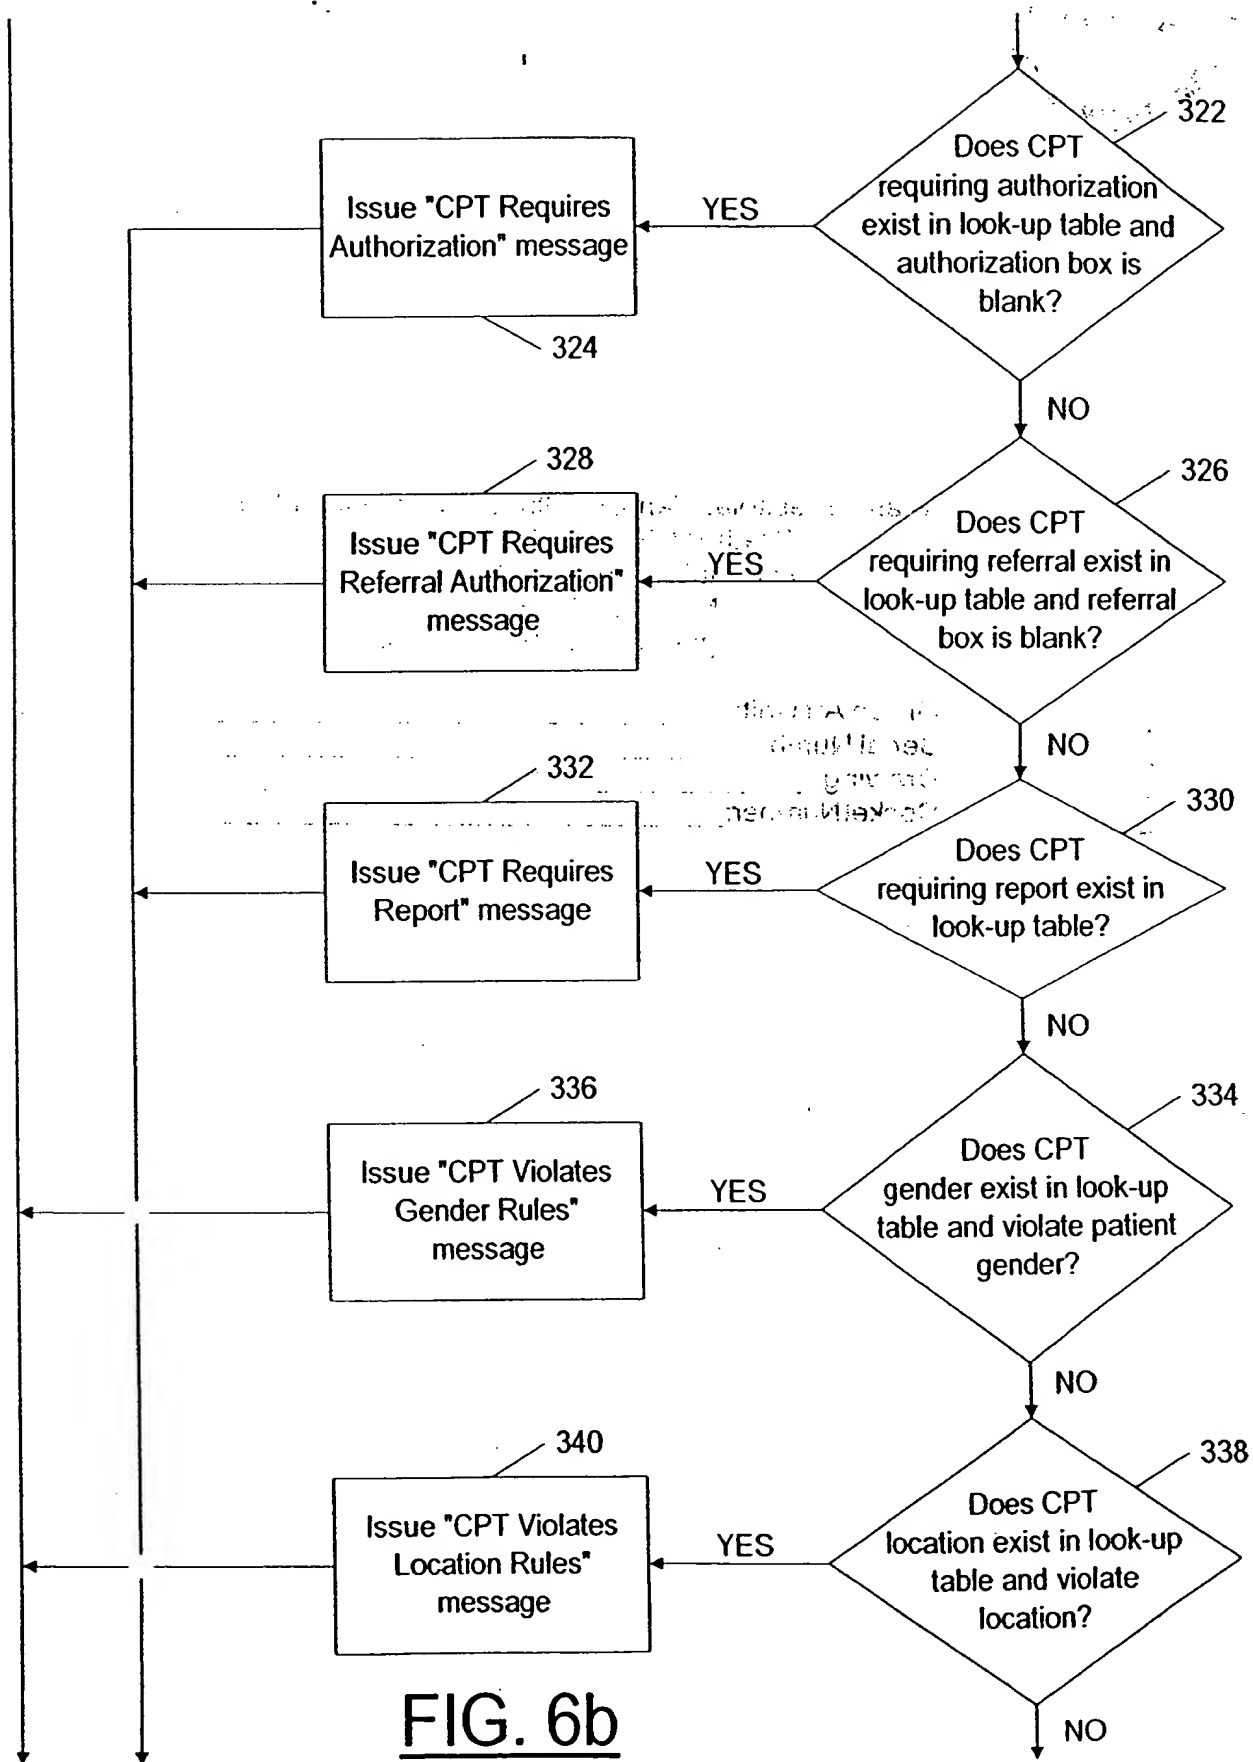 322
Does CPT
requiring authorization
exist in look-up table and
authorization box is
blank?
YES
Issue "CPT Requires
Authorization" message
324
NO
326
Does CPT
requiring referral exist in
look-up table and referral
box is blank?
YES
328
Issue "CPT Requires
Referral Authorization"
message
NO
330
Does CPT
requiring report exist in
look-up table?
YES
332
Issue "CPT Requires
Report" message
NO
334
Does CPT
gender exist in look-up
table and violate patient
gender?
YES
336
Issue "CPT Violates
Gender Rules"
message
NO
338
Does CPT
location exist in look-up
table and violate
location?
YES
340
Issue "CPT Violates
Location Rules"
message
NO
FIG. 6b